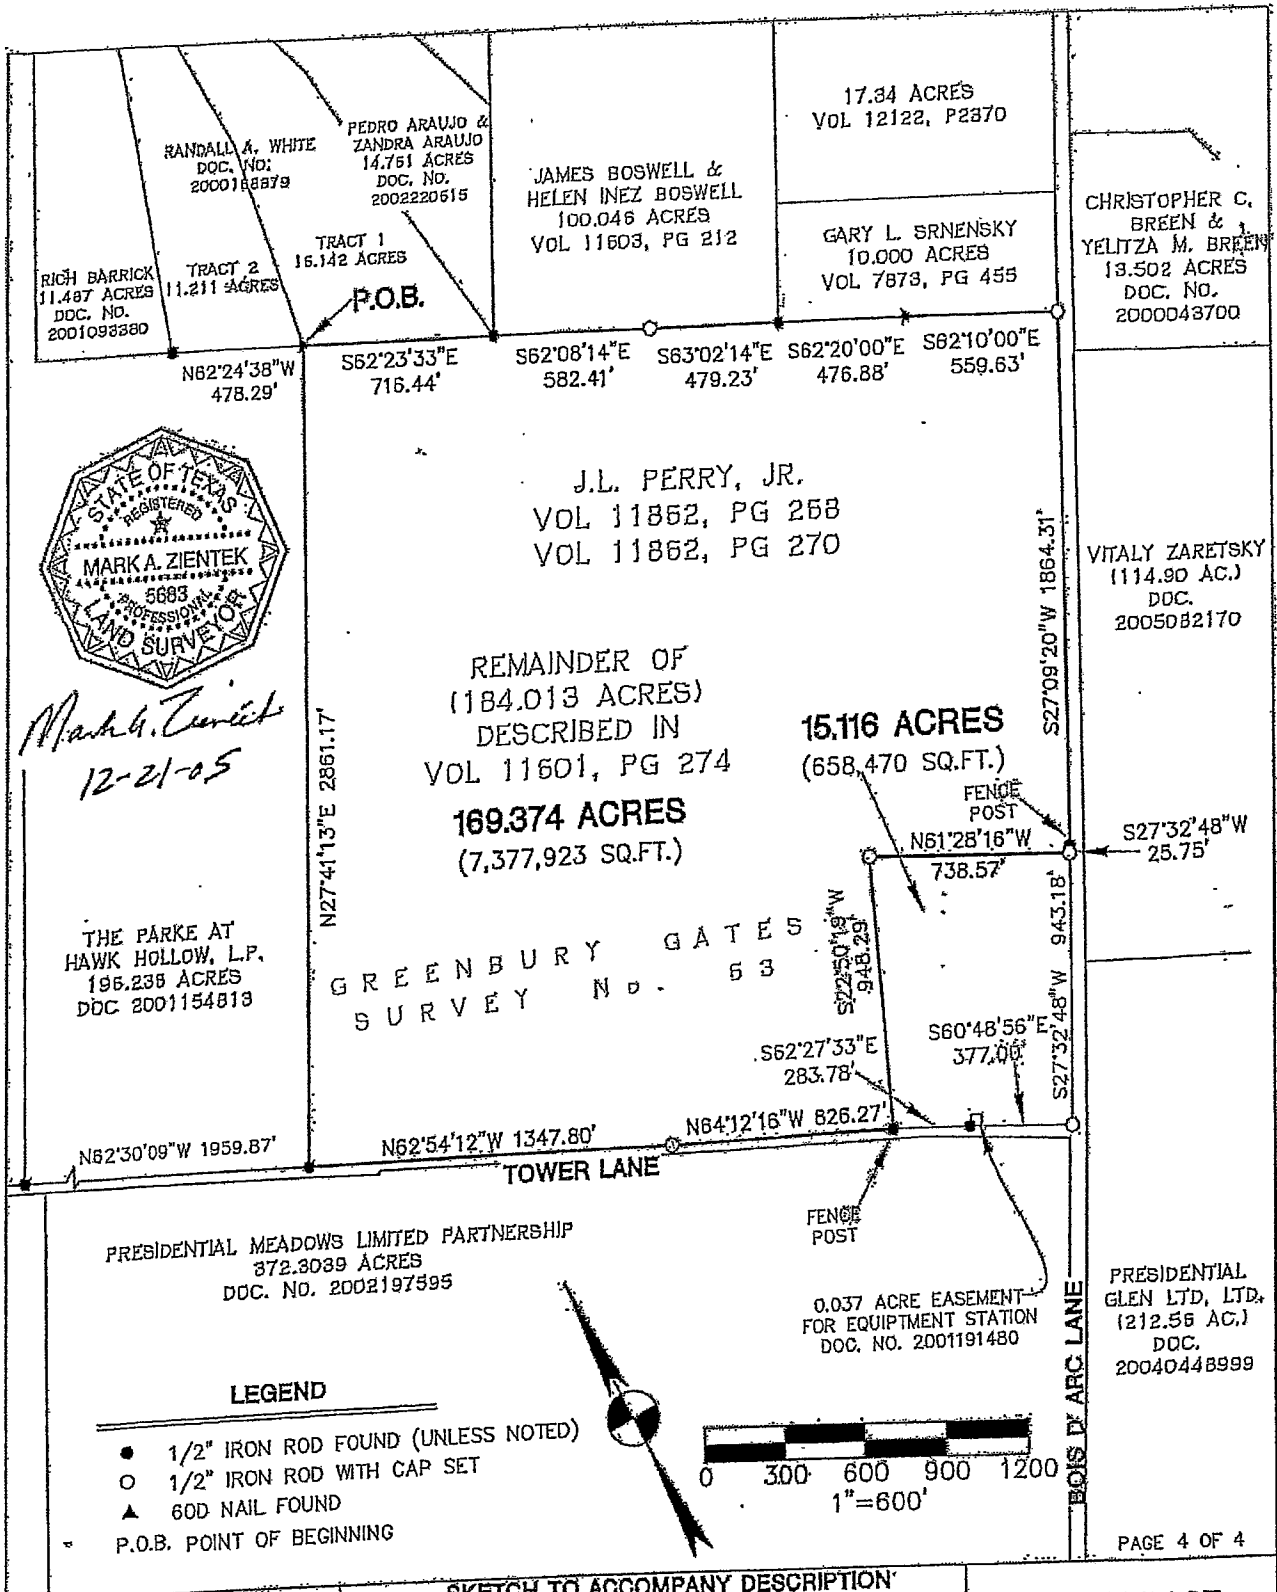 17.34 ACRES
VOL 12122, P2370
PEDRO ARAUJO &
ZANDRA ARAUJO
14.761 ACRES
DOC. NO.
2002220615
RANDALL A. WHITE
DOC. NO.
JAMES BOSWELL &
HELEN INEZ BOSWELL
100.046 ACRES
VOL 11603, PG 212
CHRISTOPHER C.
BREEN &
YELITZA M. BREEN
13.502 ACRES
DOC. NO.
2000043700
GARY L. SRNENSKY
10.000 ACRES
VOL 7873, PG 455
TRACT 1
16.142 ACRES
TRACT 2
11.211 ACRES
RICH BARRICK
11.487 ACRES
DOC. NO.
2001093380
P.O.B.
N62°24'38"W
478.29'
S62°23'33"E
716.44'
S62°08'14"E
582.41'
S63°02'14"E
479.23'
S62°20'00"E
476.88'
S62°10'00"E
559.63'
STATE OF TEXAS
REGISTERED
MARK A. ZIENTEK
5683
PROFESSIONAL
LAND SURVEYOR
12-21-05
J.L. PERRY, JR.
VOL 11862, PG 268
VOL 11862, PG 270
S27°09'20"W 1864.31'
VITALY ZARETSKY
(114.90 AC.)
DOC.
2005082170
REMAINDER OF
(184.013 ACRES)
DESCRIBED IN
VOL 11601, PG 274
169.374 ACRES
(7,377,923 SQ.FT.)
15.116 ACRES
(658,470 SQ.FT.)
FENCE
POST
N27°41'13"E 2861.17'
N61°28'16"W
738.57'
S27°32'48"W
25.75'
S22°50'19"W
948.29'
S27°32'48"W 943.18'
THE PARKE AT
HAWK HOLLOW, L.P.
196.238 ACRES
DOC 2001154813
GREENBURY GATES
SURVEY No. 63
S62°27'33"E
283.78'
S60°48'56"E
377.00'
N62°30'09"W 1959.87'
N62°54'12"W 1347.80'
N64°12'16"W 826.27'
TOWER LANE
FENCE
POST
PRESIDENTIAL MEADOWS LIMITED PARTNERSHIP
372.3039 ACRES
DOC. NO. 2002197595
0.037 ACRE EASEMENT
FOR EQUIPTMENT STATION
DOC. NO. 2001191480
BOIS D' ARC LANE
PRESIDENTIAL
GLEN LTD, LTD.
(212.56 AC.)
DOC.
20040448999
LEGEND
1/2" IRON ROD FOUND (UNLESS NOTED)
1/2" IRON ROD WITH CAP SET
60D NAIL FOUND
P.O.B. POINT OF BEGINNING
0 300 600 900 1200
1"=600'
PAGE 4 OF 4
SKETCH TO ACCOMPANY DESCRIPTION